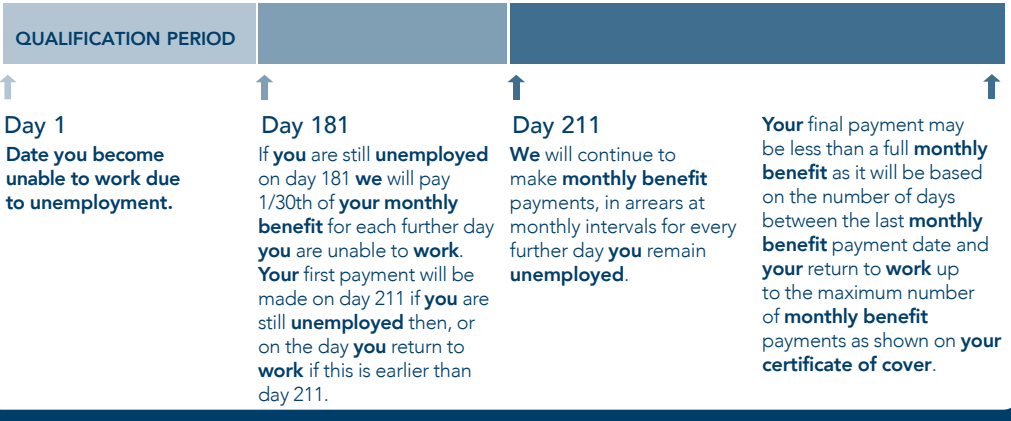 QUALIFICATION PERIOD
Day 1
Date you become
unable to work due
to unemployment.
Day 181
If you are still unemployed
on day 181 we will pay
1/30th of your monthly
benefit for each further day
you are unable to work.
Your first payment will be
made on day 211 if you are
still unemployed then, or
on the day you return to
work if this is earlier than
day 211.
Day 211
We will continue to
make monthly benefit
payments, in arrears at
monthly intervals for every
further day you remain
unemployed.
Your final payment may
be less than a full monthly
benefit as it will be based
on the number of days
between the last monthly
benefit payment date and
your return to work up
to the maximum number
of monthly benefit
payments as shown on your
certificate of cover.